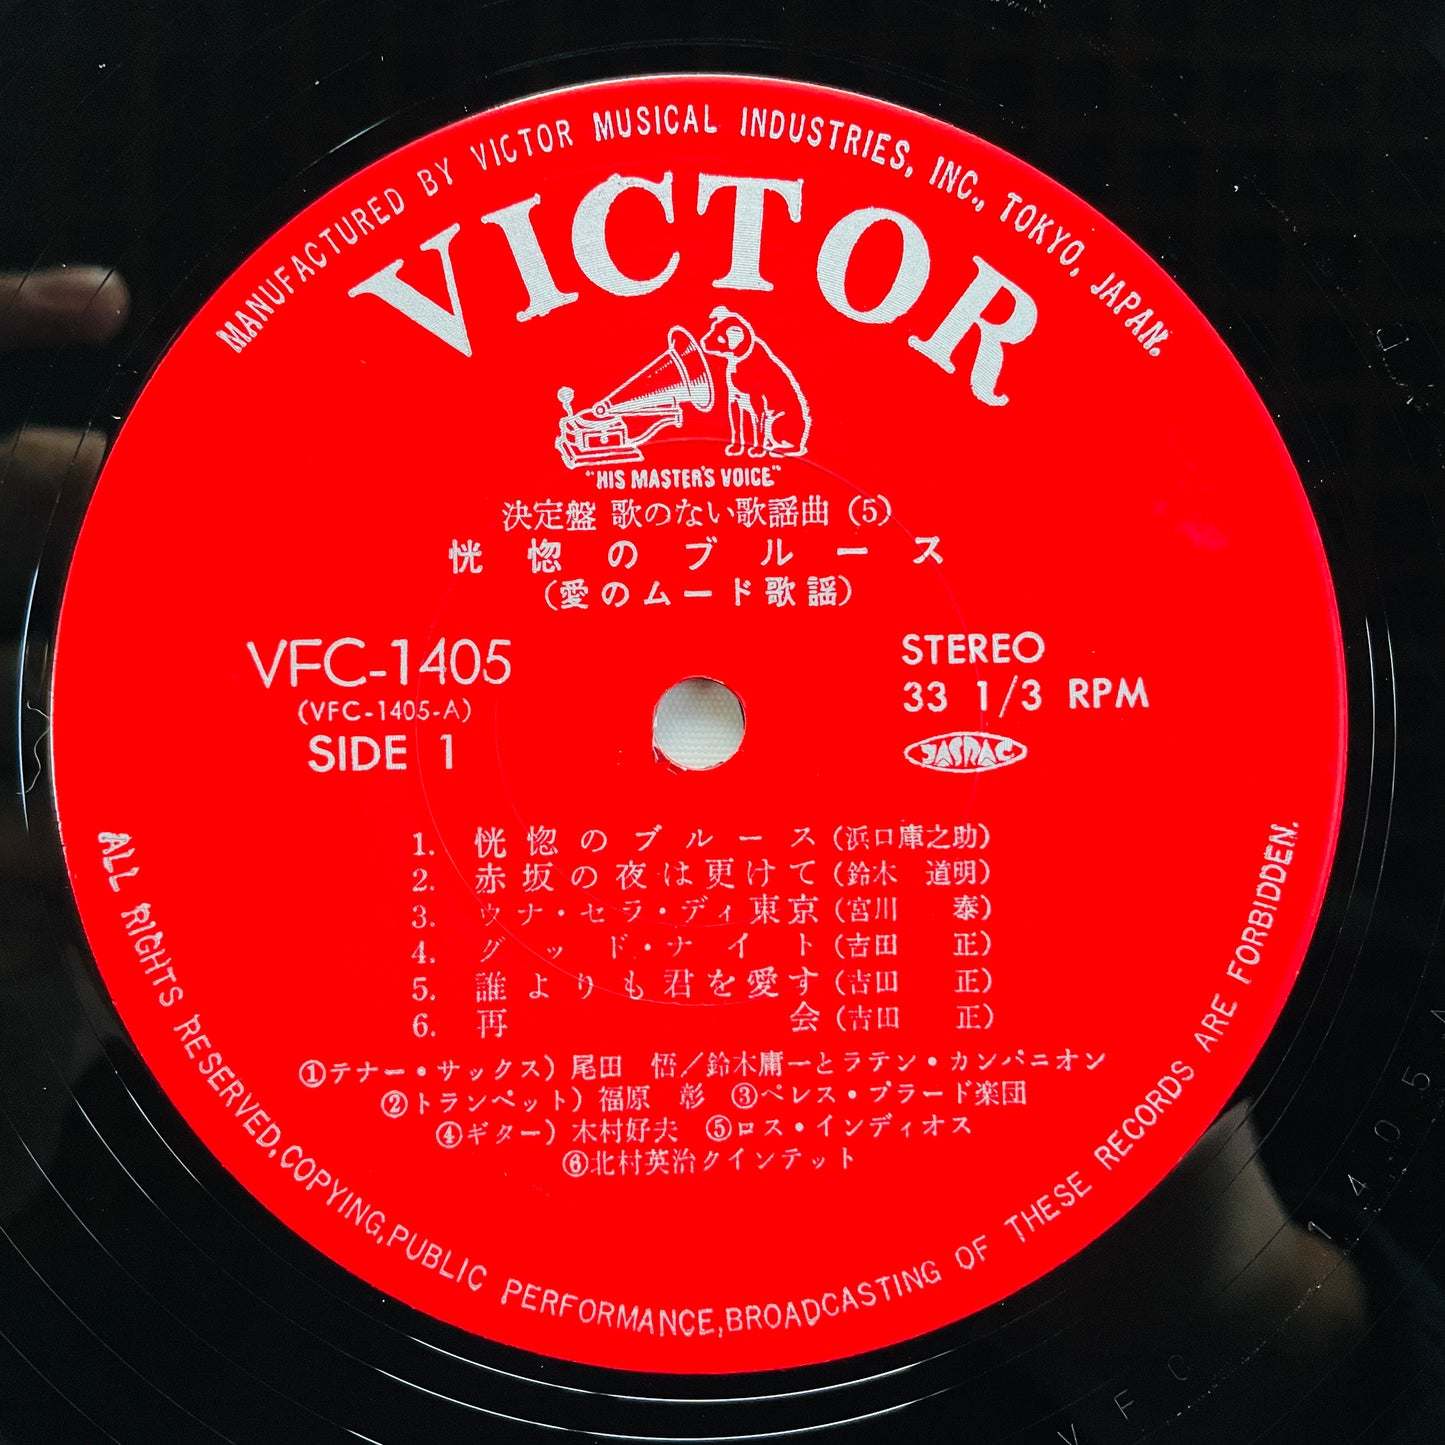 MANUFACTURED BY VICTOR MUSICAL INDUSTRIES, INC., TOKYO, JAPAN.
VICTOR
"HIS MASTER'S VOICE"
決定盤 歌のない歌謡曲（5）
恍惚のブルース
（愛のムード歌謡）
VFC-1405
(VFC-1405-A)
SIDE 1
STEREO
33 1/3 RPM
JASRAC
1. 恍惚のブルース（浜口庫之助）
2. 赤坂の夜は更けて（鈴木 道明）
3. ウナ・セラ・ディ東京（宮川 泰）
4. グッド・ナイト（吉田 正）
5. 誰よりも君を愛す（吉田 正）
6. 再会（吉田 正）
①テナー・サックス）尾田 悟／鈴木庸一とラテン・カンパニオン
②トランペット）福原 彰 ③ペレス・プラード楽団
④ギター）木村好夫 ⑤ロス・インディオス
⑥北村英治クインテット
ALL RIGHTS RESERVED, COPYING, PUBLIC PERFORMANCE, BROADCASTING OF THESE RECORDS ARE FORBIDDEN.
VFC 1405A